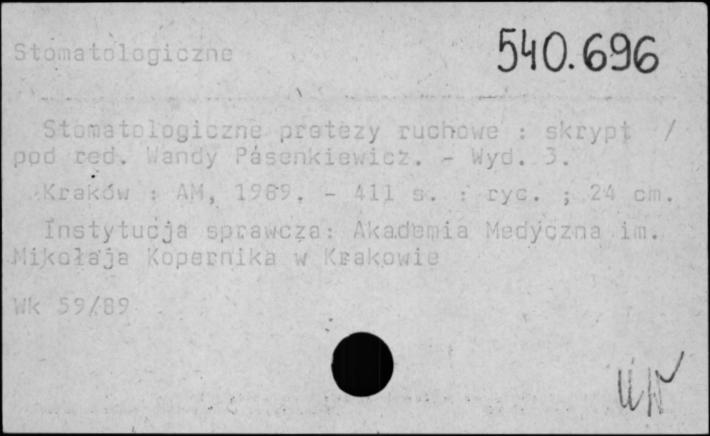 Stomatologiczne
540.696
Stomatologiczne protezy ruchowe : skrypt /
pod red. Wandy Pasenkiewicz. - Wyd. 3.
Kraków : AM, 1989. - 411 s. : ryc. ; 24 cm.
Instytucja sprawcza: Akademia Medyczna im.
Mikołaja Kopernika w Krakowie
Wk 59/89